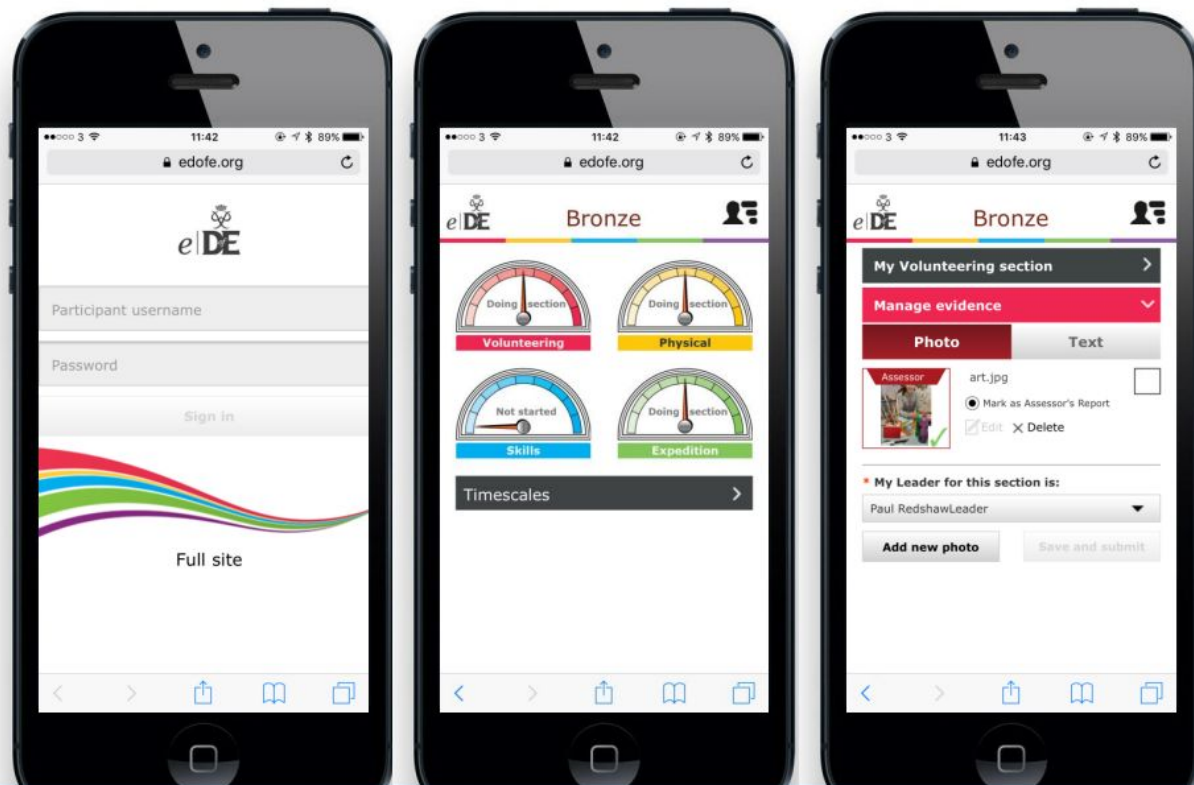 3 11:42 89%
edofe.org
e|DE
Participant username
Password
Sign in
Full site
3 11:42 89%
edofe.org
e|DE Bronze
Doing section Doing section
Volunteering Physical
Not started Doing section
Skills Expedition
Timescales
3 11:43 89%
edofe.org
e|DE Bronze
My Volunteering section
Manage evidence
Photo Text
Assessor art.jpg
Mark as Assessor's Report
Edit Delete
* My Leader for this section is:
Paul RedshawLeader
Add new photo Save and submit